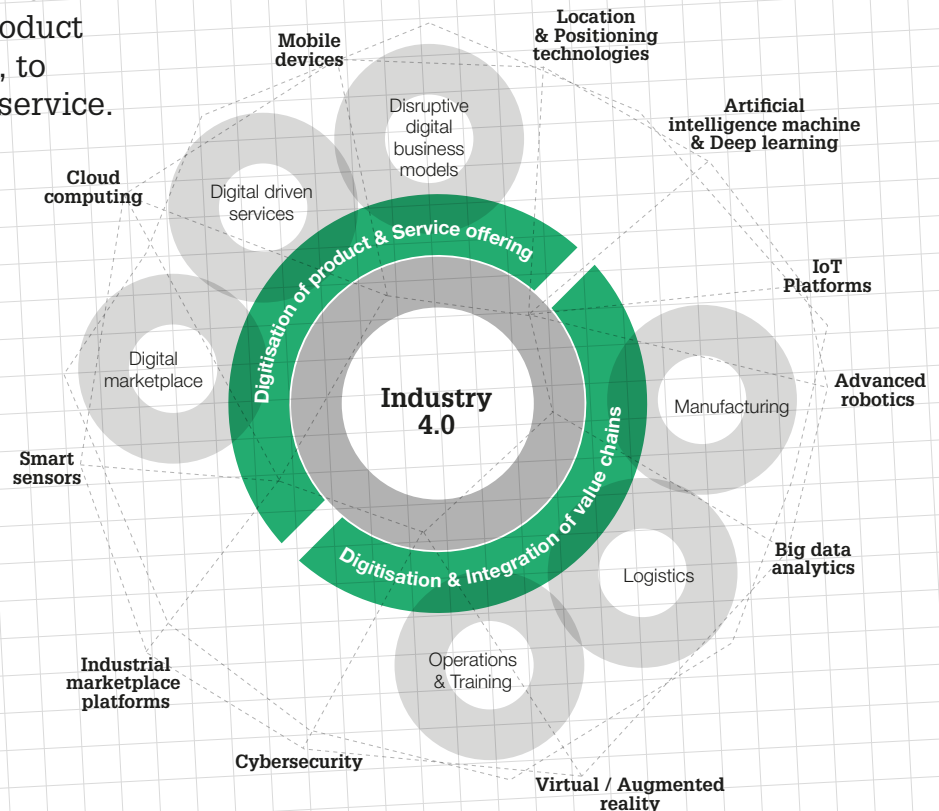 oduct
, to
service.
Location
& Positioning
technologies
Mobile
devices
Disruptive
digital
business
models
Artificial
intelligence machine
& Deep learning
Cloud
computing
Digital driven
services
Digitisation of product & Service offering
IoT
Platforms
Digital
marketplace
Industry
4.0
Manufacturing
Advanced
robotics
Smart
sensors
Digitisation & Integration of value chains
Big data
analytics
Logistics
Operations
& Training
Industrial
marketplace
platforms
Cybersecurity
Virtual / Augmented
reality